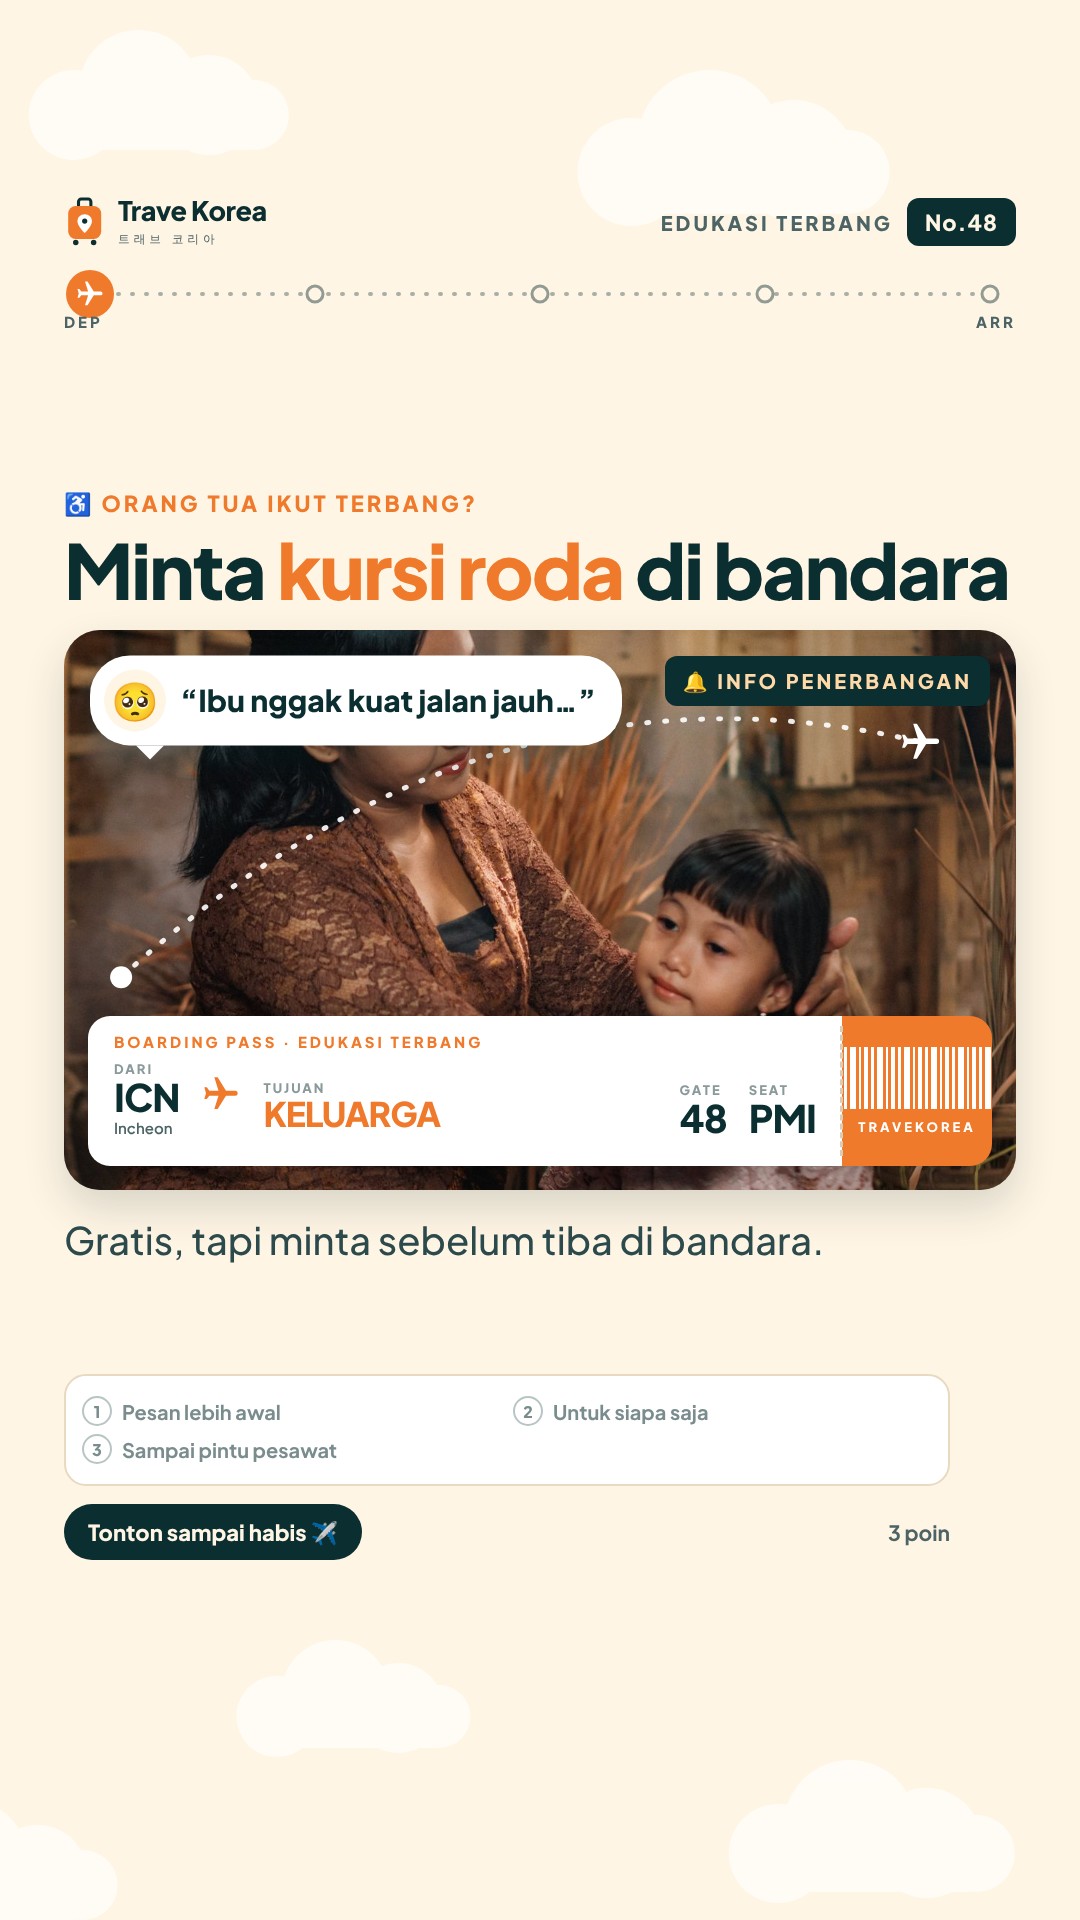 Trave Korea
트래브 코리아
EDUKASI TERBANG
No.48
DEP
ARR
♿ ORANG TUA IKUT TERBANG?
Minta kursi roda di bandara
🥺 “Ibu nggak kuat jalan jauh...”
🔔 INFO PENERBANGAN
BOARDING PASS · EDUKASI TERBANG
DARI
ICN
Incheon
TUJUAN
KELUARGA
GATE
48
SEAT
PMI
TRAVEKOREA
Gratis, tapi minta sebelum tiba di bandara.
1 Pesan lebih awal
2 Untuk siapa saja
3 Sampai pintu pesawat
Tonton sampai habis ✈️
3 poin